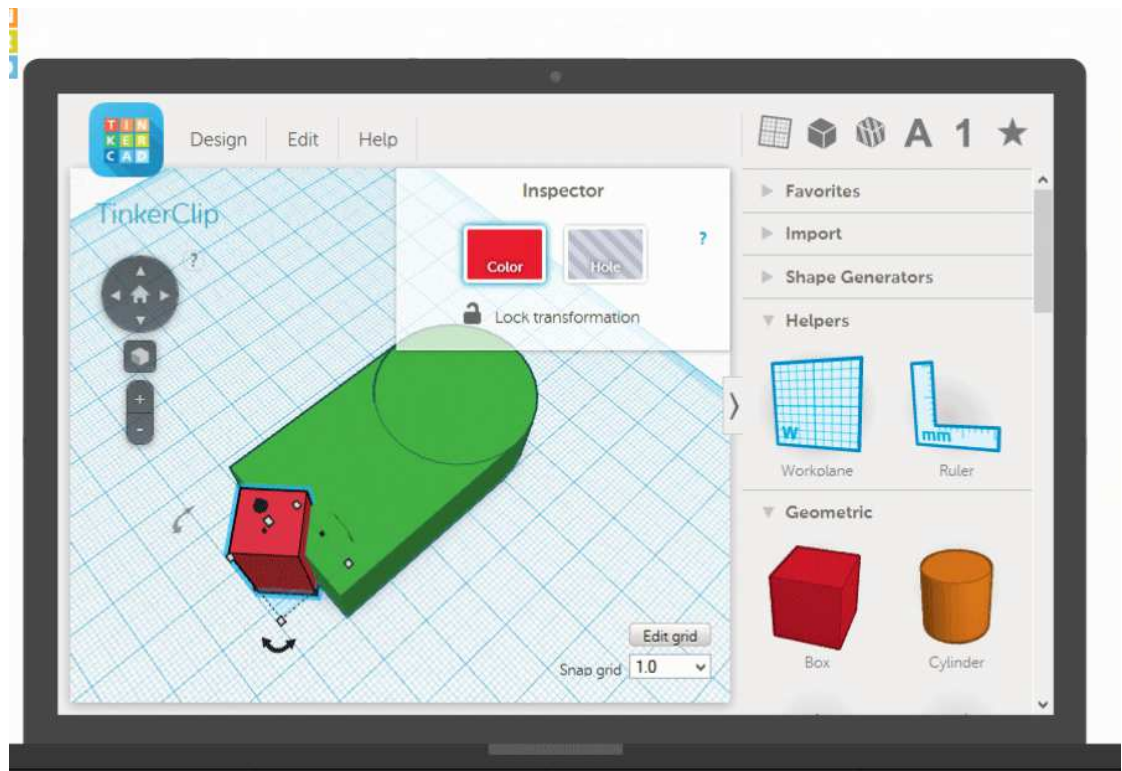 TIN
KER
CAD
Design Edit Help
A 1
TinkerClip
?
Inspector
Color Hole ?
Lock transformation
Edit grid
Snap grid 1.0
Favorites
Import
Shape Generators
Helpers
W mm
Workplane Ruler
Geometric
Box Cylinder